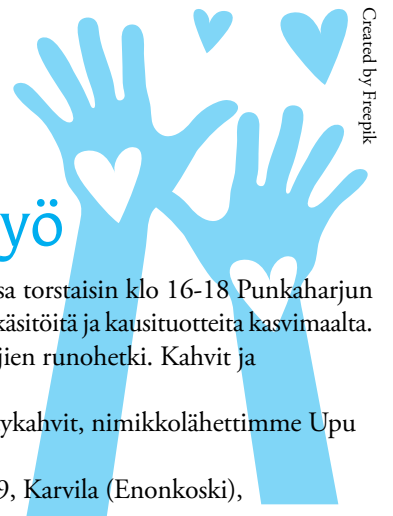 Created by Freepik
yö
sa torstaisin klo 16-18 Punkaharjun
käsitöitä ja kausituotteita kasvimaalta.
jien runohetki. Kahvit ja
ykahvit, nimikkolähettimme Upu
9, Karvila (Enonkoski),